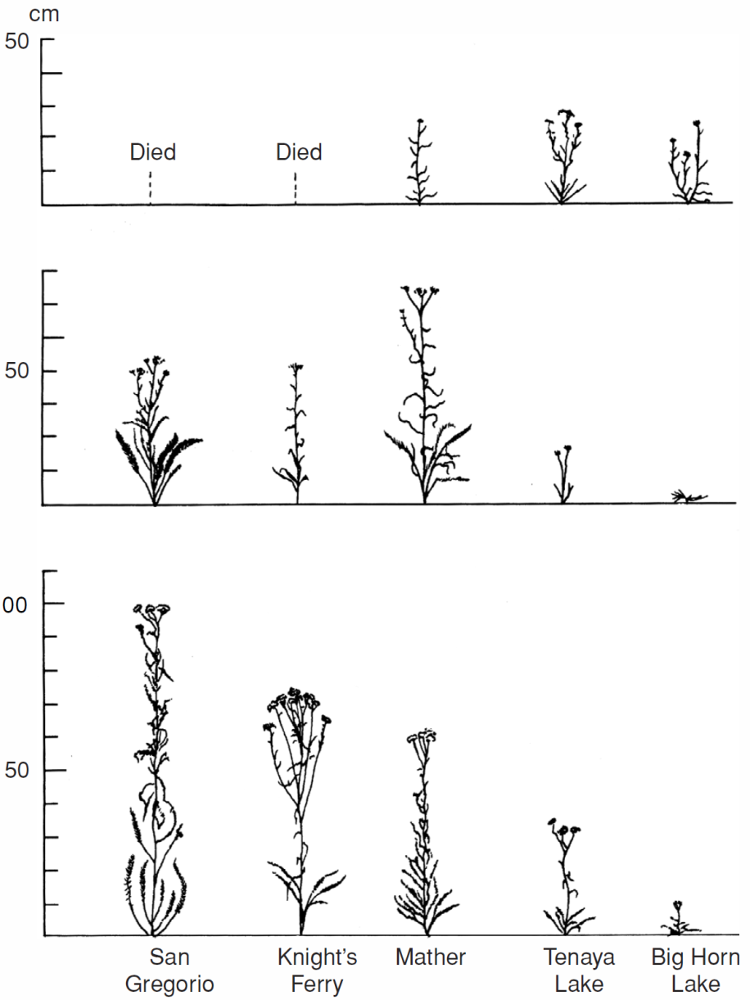 cm
50
Died Died
50
00
50
San Knight's Mather Tenaya Big Horn
Gregorio Ferry Lake Lake